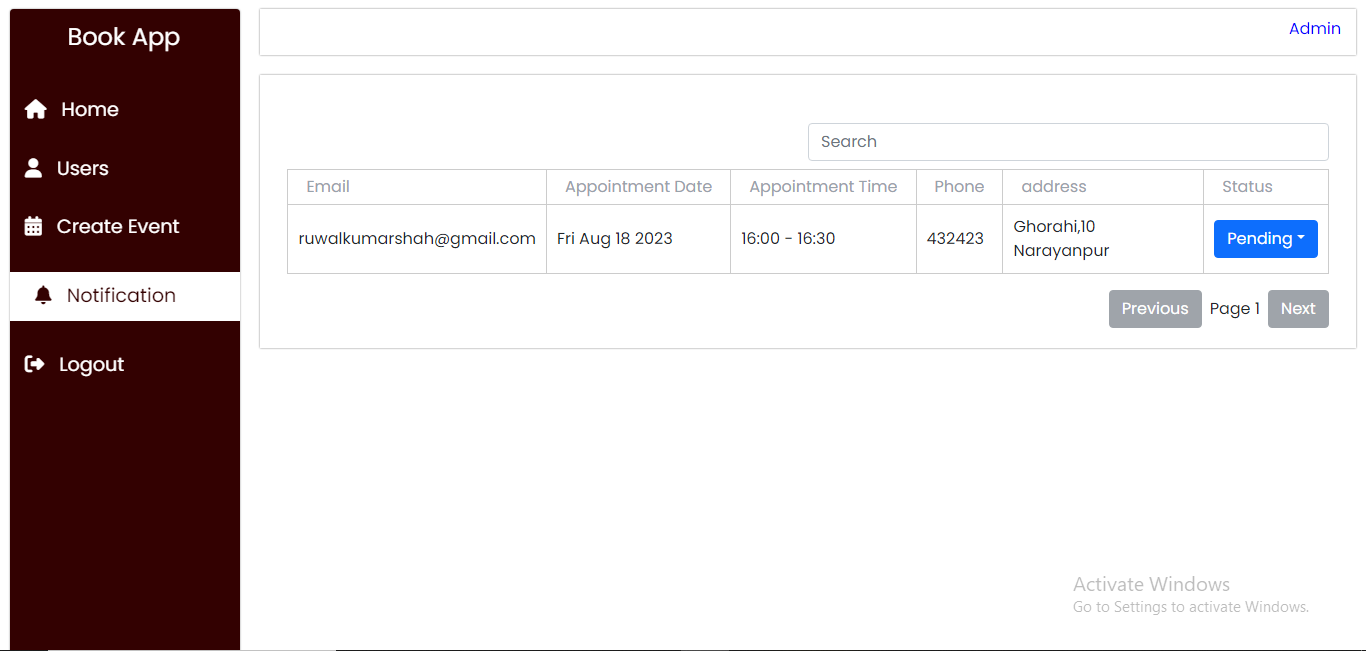 Book App
Admin
Home
Users
Create Event
Notification
Logout
Search
Email Appointment Date Appointment Time Phone address Status
ruwalkumarshah@gmail.com Fri Aug 18 2023 16:00 - 16:30 432423 Ghorahi,10 Pending
Narayanpur
Previous Page 1 Next
Activate Windows
Go to Settings to activate Windows.